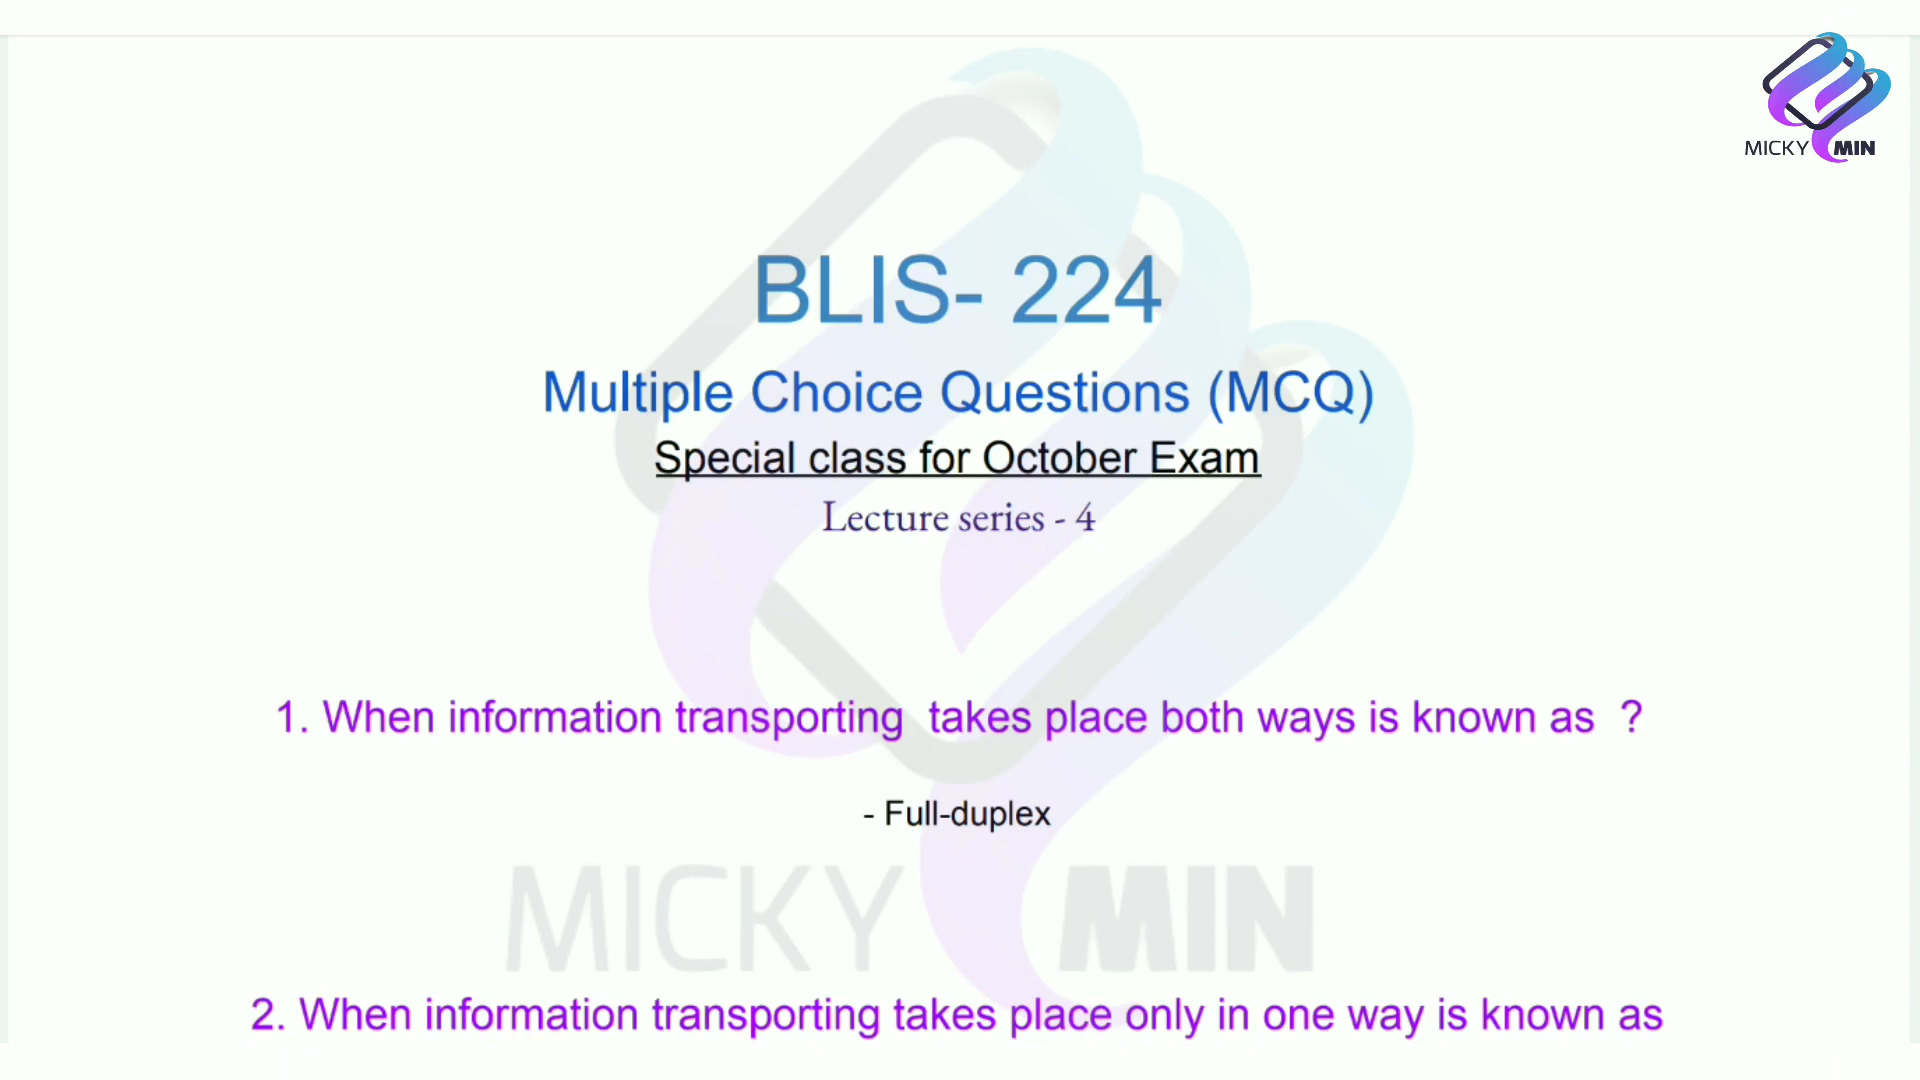 MICKY MIN
BLIS- 224
Multiple Choice Questions (MCQ)
Special class for October Exam
Lecture series - 4
1. When information transporting  takes place both ways is known as  ?
- Full-duplex
MICKY MIN
2. When information transporting takes place only in one way is known as